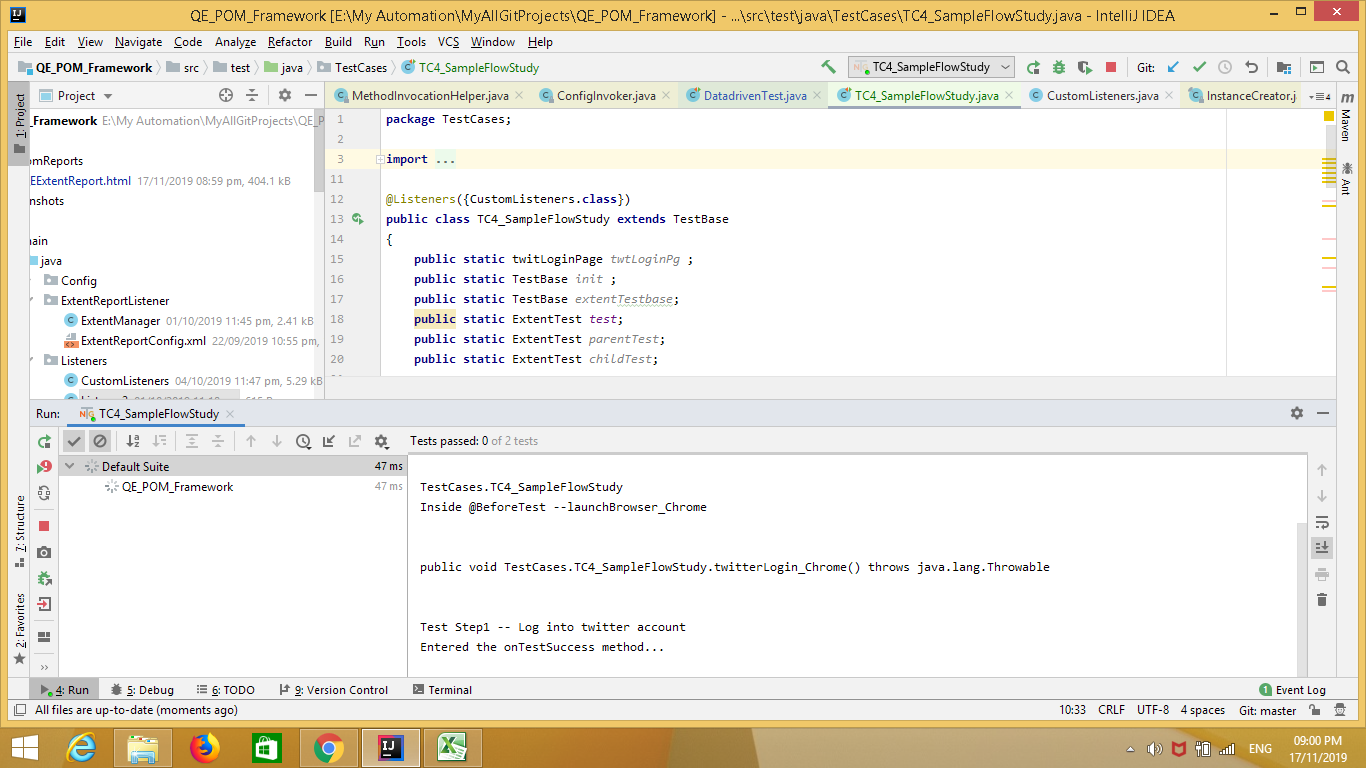 QE_POM_Framework [E:\My Automation\MyAllGitProjects\QE_POM_Framework] - ...\src\test\java\TestCases\TC4_SampleFlowStudy.java - IntelliJ IDEA
File Edit View Navigate Code Analyze Refactor Build Run Tools VCS Window Help
QE_POM_Framework src test java TestCases TC4_SampleFlowStudy TC4_SampleFlowStudy Git:
1: Project
Project
MethodInvocationHelper.java ConfigInvoker.java DatadrivenTest.java TC4_SampleFlowStudy.java CustomListeners.java InstanceCreator.j 4
_Framework E:\My Automation\MyAllGitProjects\QE_P
omReports
EExtentReport.html 17/11/2019 08:59 pm, 404.1 kB
nshots
ain
java
Config
ExtentReportListener
ExtentManager 01/10/2019 11:45 pm, 2.41 kB
ExtentReportConfig.xml 22/09/2019 10:55 pm,
Listeners
CustomListeners 04/10/2019 11:47 pm, 5.29 kB
1 package TestCases;
2
3 import ...
11
12 @Listeners({CustomListeners.class})
13 public class TC4_SampleFlowStudy extends TestBase
14 {
15 public static twitLoginPage twtLoginPg ;
16 public static TestBase init ;
17 public static TestBase extentTestbase;
18 public static ExtentTest test;
19 public static ExtentTest parentTest;
20 public static ExtentTest childTest;
m
Maven
Ant
Run: TC4_SampleFlowStudy
Tests passed: 0 of 2 tests
Default Suite 47 ms
QE_POM_Framework 47 ms
TestCases.TC4_SampleFlowStudy
Inside @BeforeTest --launchBrowser_Chrome
public void TestCases.TC4_SampleFlowStudy.twitterLogin_Chrome() throws java.lang.Throwable
Test Step1 -- Log into twitter account
Entered the onTestSuccess method...
7: Structure
2: Favorites
4: Run 5: Debug 6: TODO 9: Version Control Terminal 1 Event Log
All files are up-to-date (moments ago) 10:33 CRLF UTF-8 4 spaces Git: master
ENG
09:00 PM
17/11/2019